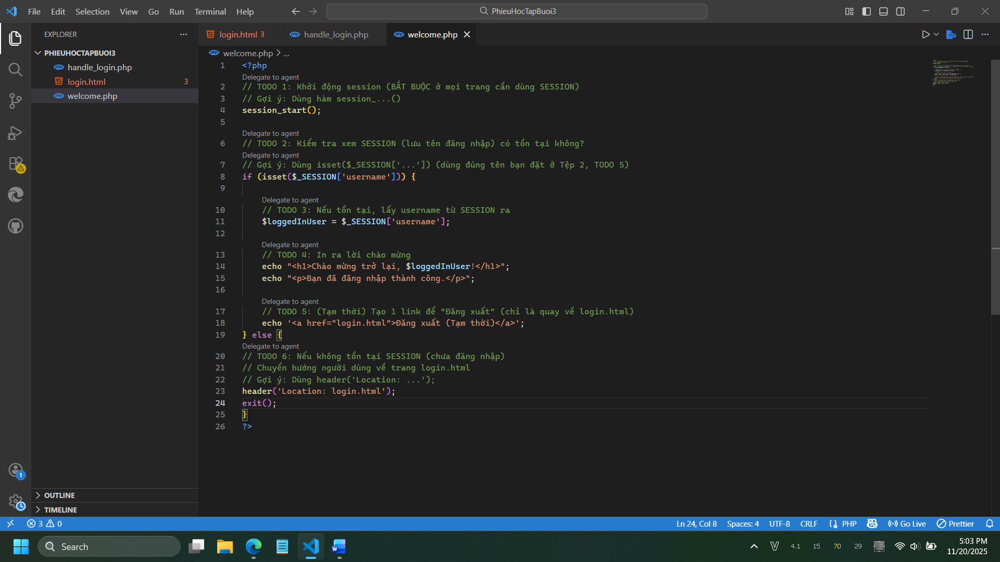 File Edit Selection View Go Run Terminal Help
PhieuHocTapBuoi3
EXPLORER
PHIEUHOCTAPBUOI3
handle_login.php
login.html 3
welcome.php
OUTLINE
TIMELINE
login.html 3
handle_login.php
welcome.php
welcome.php > ...
1 <?php
Delegate to agent
2 // TODO 1: Khởi động session (BẮT BUỘC ở mọi trang cần dùng SESSION)
3 // Gợi ý: Dùng hàm session_...()
4 session_start();
5
Delegate to agent
6 // TODO 2: Kiểm tra xem SESSION (lưu tên đăng nhập) có tồn tại không?
Delegate to agent
7 // Gợi ý: Dùng isset($_SESSION['...']) (dùng đúng tên bạn đặt ở Tệp 2, TODO 5)
8 if (isset($_SESSION['username'])) {
9
Delegate to agent
10 // TODO 3: Nếu tồn tại, lấy username từ SESSION ra
11 $loggedInUser = $_SESSION['username'];
12
Delegate to agent
13 // TODO 4: In ra lời chào mừng
14 echo "<h1>Chào mừng trở lại, $loggedInUser!</h1>";
15 echo "<p>Bạn đã đăng nhập thành công.</p>";
16
Delegate to agent
17 // TODO 5: (Tạm thời) Tạo 1 link để "Đăng xuất" (chỉ là quay về login.html)
18 echo '<a href="login.html">Đăng xuất (Tạm thời)</a>';
19 } else {
Delegate to agent
20 // TODO 6: Nếu không tồn tại SESSION (chưa đăng nhập)
21 // Chuyển hướng người dùng về trang login.html
22 // Gợi ý: Dùng header('Location: ...');
23 header('Location: login.html');
24 exit();
25 }
26 ?>
1
3 0
Ln 24, Col 8 Spaces: 4 UTF-8 CRLF PHP Go Live Prettier
Search
4.1 15 70 29
5:03 PM
11/20/2025